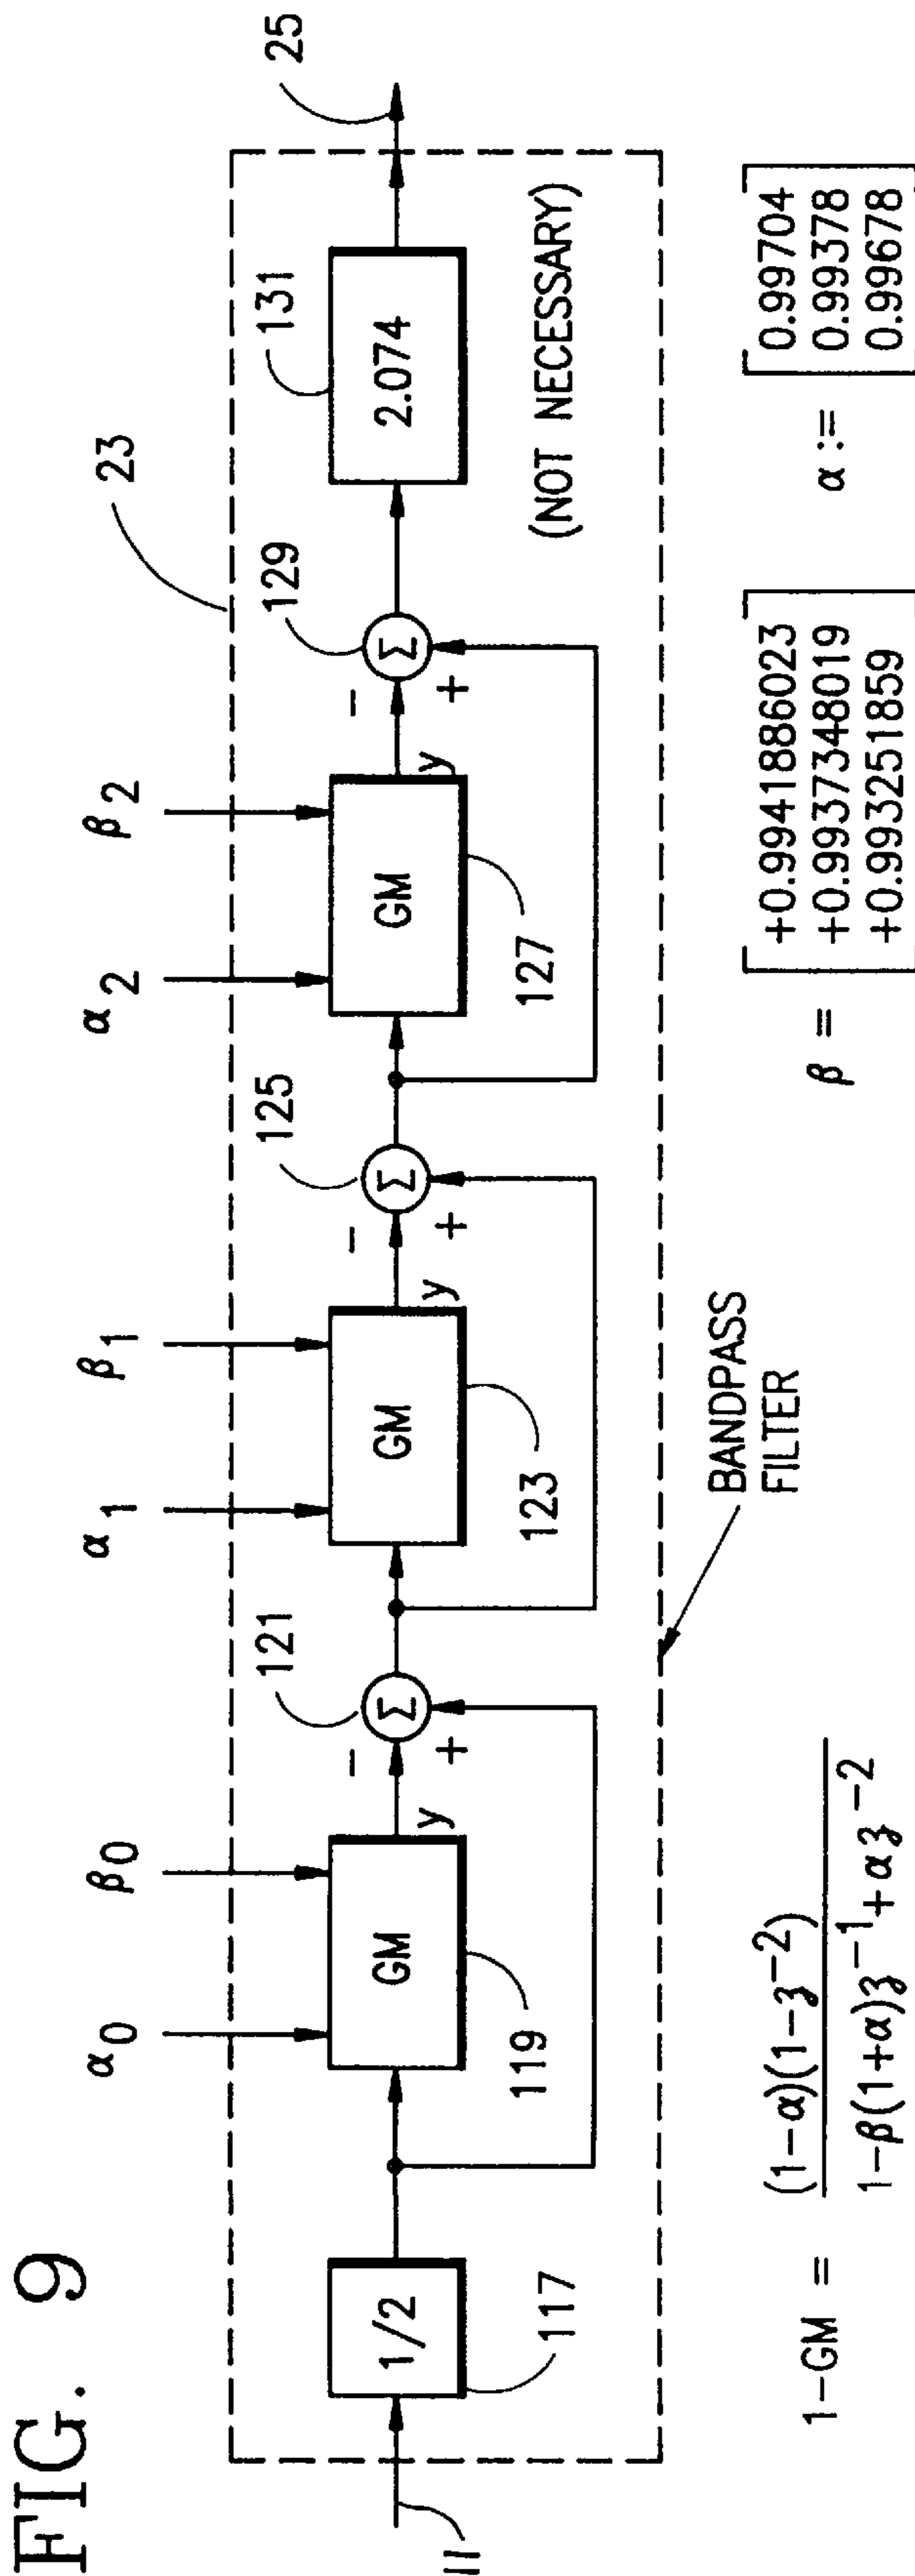 FIG. 9
23
25
α0
β0
α1
β1
α2
β2
121
125
129
131
11
1/2
GM
GM
GM
2.074
y
y
y
-
-
-
Σ
Σ
Σ
+
+
+
117
119
123
127
(NOT NECESSARY)
BANDPASS
FILTER
1-GM = (1-α)(1-z^-2)
1-β(1+α)z^-1+αz^-2
β = [+0.994186023
+0.9937348019
+0.993251859]
α := [0.99704
0.99378
0.99678]